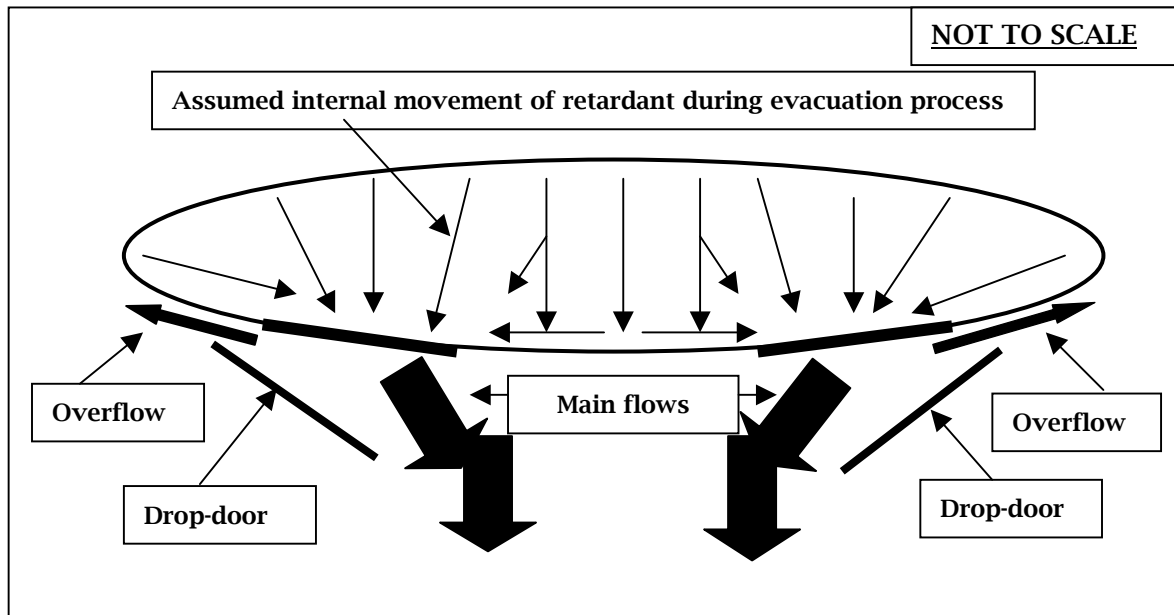 NOT TO SCALE
Assumed internal movement of retardant during evacuation process
Overflow
Main flows
Overflow
Drop-door
Drop-door